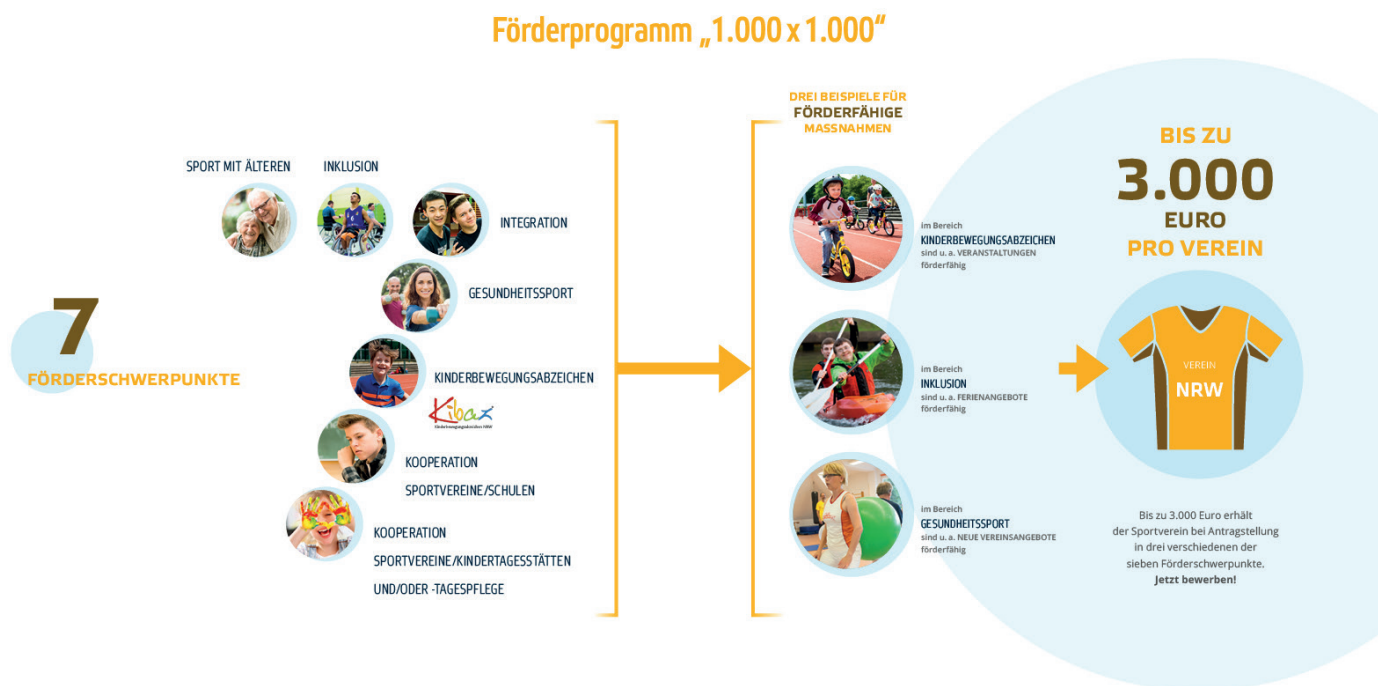 Förderprogramm „1.000 x 1.000“
7
FÖRDERSCHWERPUNKTE
SPORT MIT ÄLTEREN
INKLUSION
INTEGRATION
GESUNDHEITSSPORT
KINDERBEWEGUNGSABZEICHEN
Kibaz
Kinderbewegungsabzeichen NRW
KOOPERATION
SPORTVEREINE/SCHULEN
KOOPERATION
SPORTVEREINE/KINDERTAGESSTÄTTEN
UND/ODER -TAGESPFLEGE
DREI BEISPIELE FÜR
FÖRDERFÄHIGE
MASSNAHMEN
im Bereich
KINDERBEWEGUNGSABZEICHEN
sind u. a. VERANSTALTUNGEN
förderfähig
im Bereich
INKLUSION
sind u. a. FERIENANGEBOTE
förderfähig
im Bereich
GESUNDHEITSSPORT
sind u. a. NEUE VEREINSANGEBOTE
förderfähig
BIS ZU
3.000
EURO
PRO VEREIN
VEREIN
NRW
Bis zu 3.000 Euro erhält
der Sportverein bei Antragstellung
in drei verschiedenen der
sieben Förderschwerpunkte.
Jetzt bewerben!